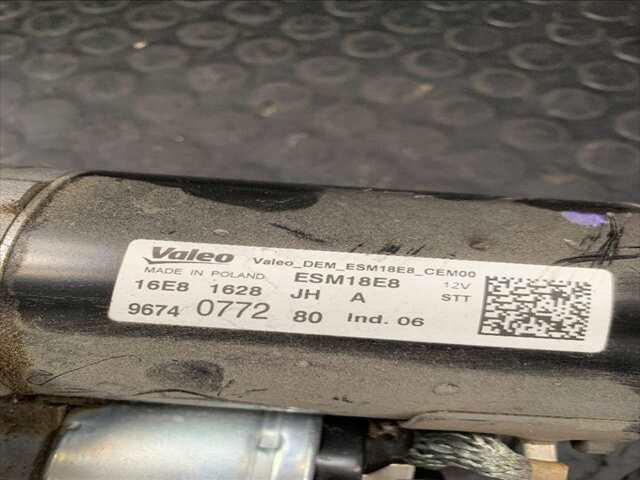 Valeo Valeo_DEM_ESM18E8_CEM00
MADE IN POLAND ESM18E8 12V
16E8 1628 JH A STT
9674 0772 80 Ind. 06